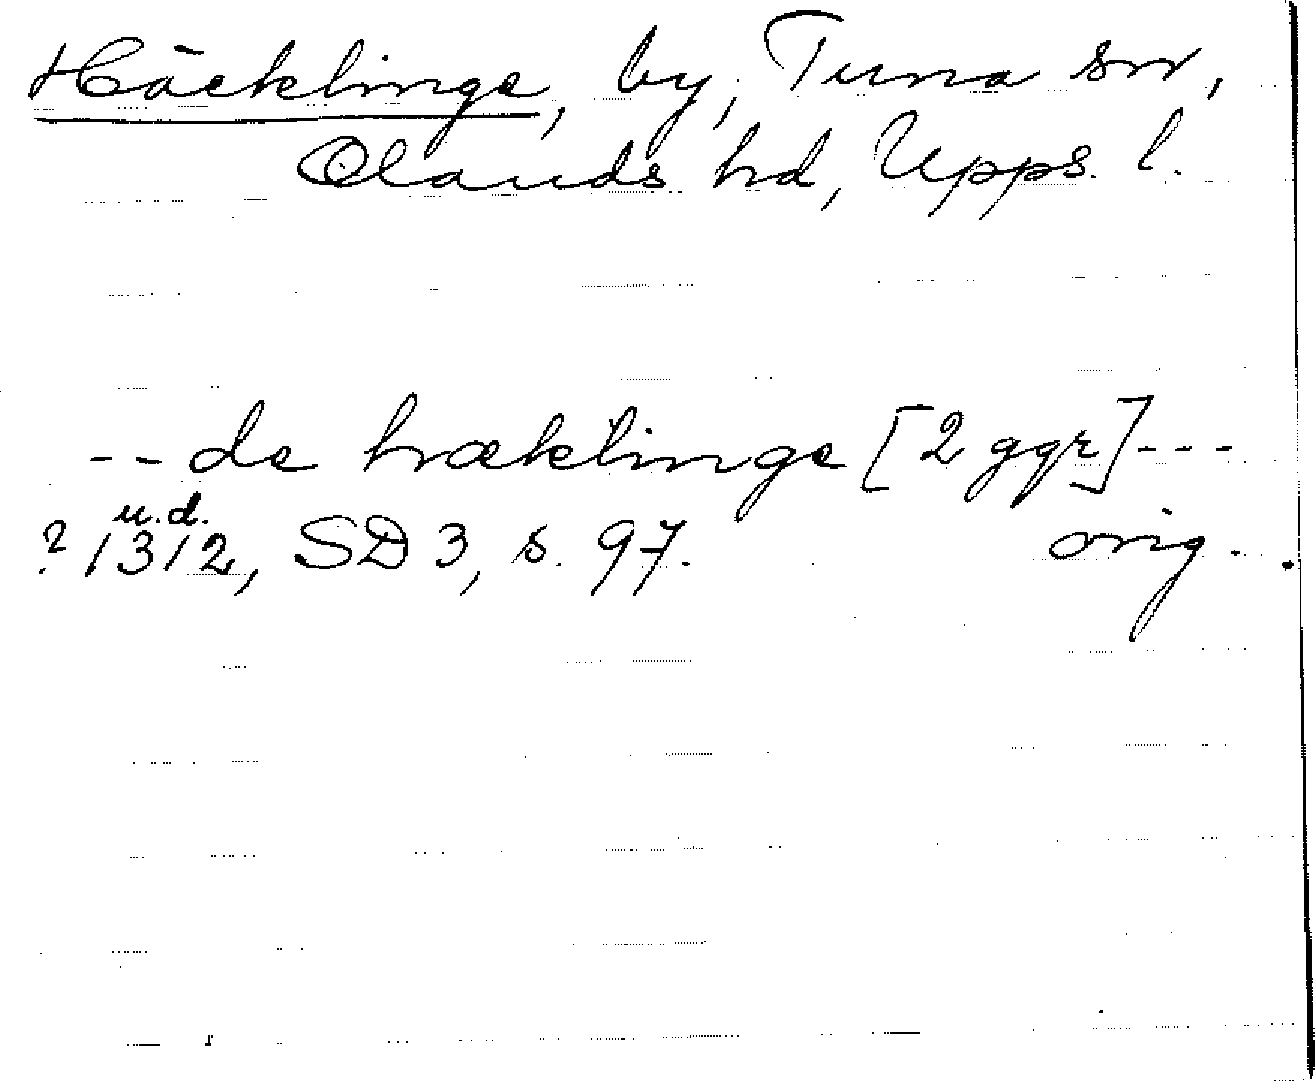 Häcklinge, by, Tuna sn,
Olands hd, Upps. l.
-- de hæklinge [2 ggr] ---
u.d.
? 1312, SD 3, s. 97. orig.